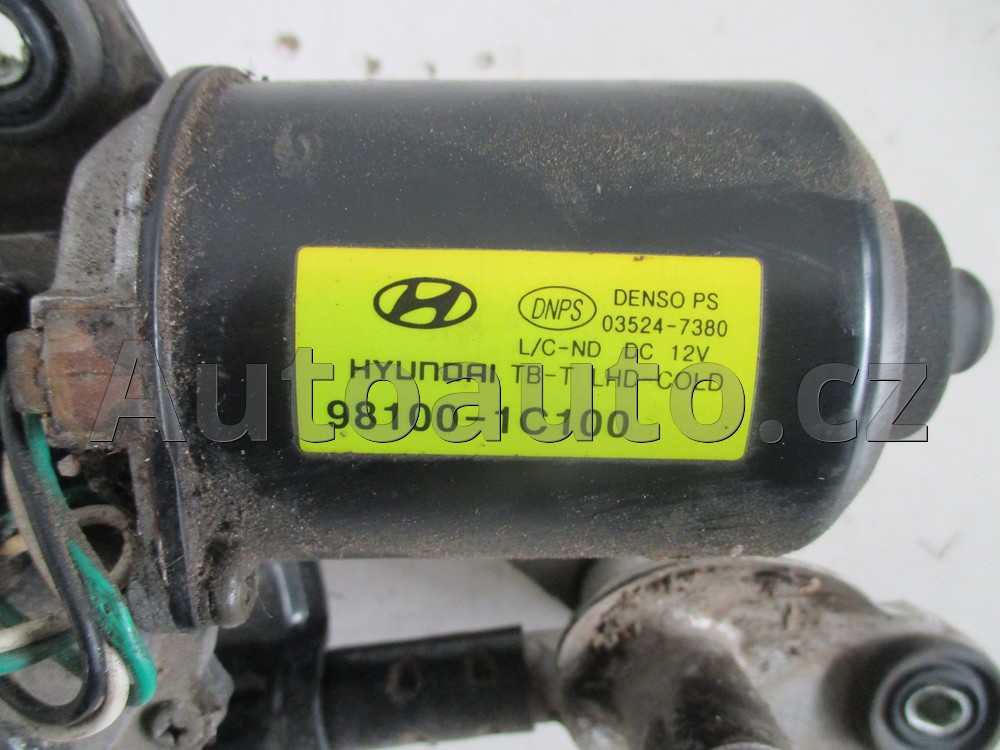 DNPS
DENSO PS
03524-7380
L/C-ND DC 12V
HYUNDAI
TB-T LHD-COLD
98100-1C100
Autoauto.cz